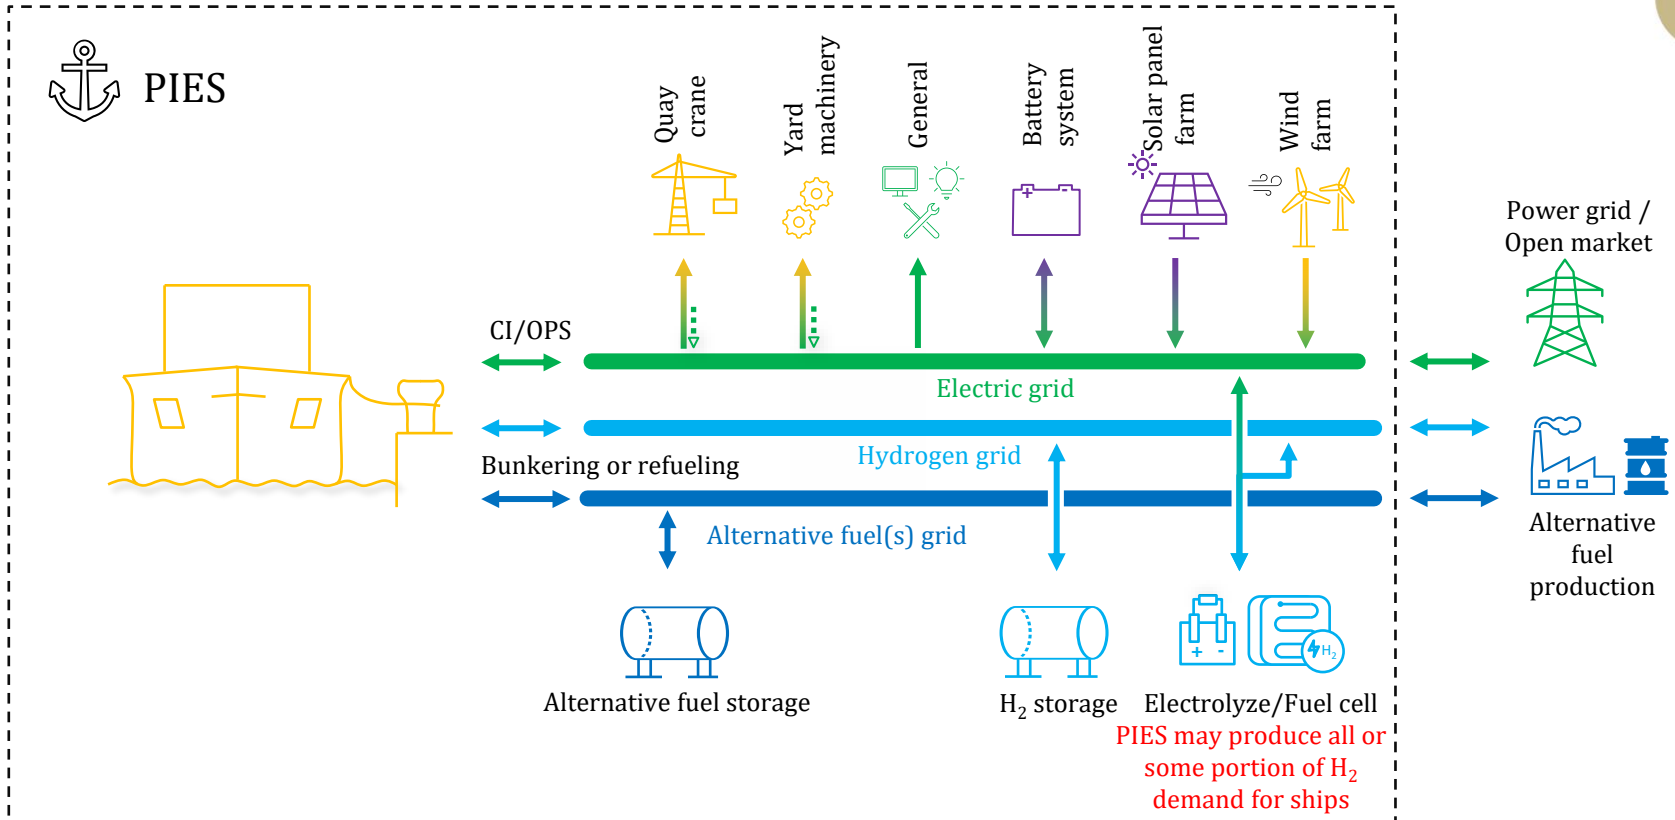 PIES
Quay
crane
Yard
machinery
General
Battery
system
Solar panel
farm
Wind
farm
Power grid /
Open market
CI/OPS
Electric grid
Hydrogen grid
Bunkering or refueling
Alternative fuel(s) grid
Alternative
fuel
production
+ -
+ -
H₂
Alternative fuel storage
H₂ storage
Electrolyze/Fuel cell
PIES may produce all or
some portion of H₂
demand for ships